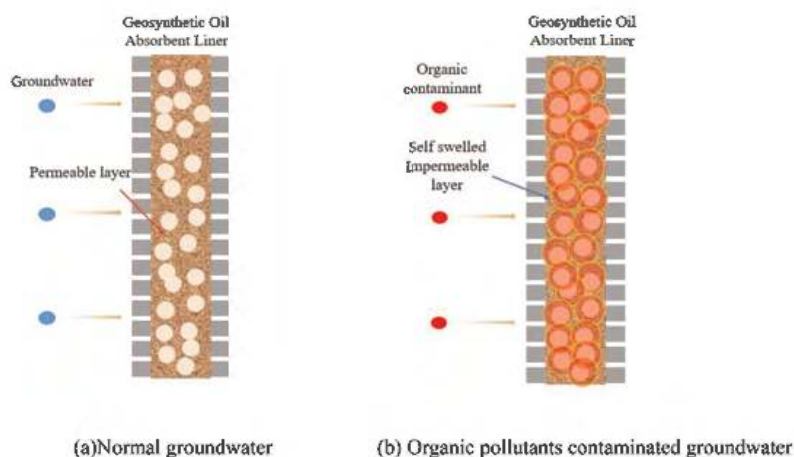 Geosynthetic Oil
Absorbent Liner
Groundwater
Permeable layer
(a)Normal groundwater
Geosynthetic Oil
Absorbent Liner
Organic
contaminant
Self swelled
Impermeable
layer
(b) Organic pollutants contaminated groundwater